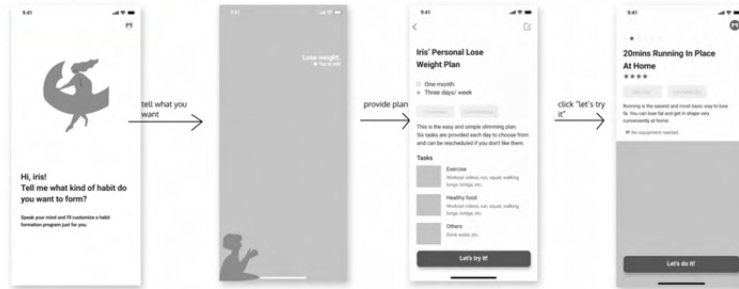 9:41
Hi, iris!
Tell me what kind of habit do
you want to form?
Speak your mind and I'll customize a habit
formation program just for you.
tell what you
want
9:41
Lose weight.
Tap to edit
provide plan
9:41
Iris' Personal Lose
Weight Plan
One month
Three days/ week
This is the easy and simple slimming plan.
Six tasks are provided each day to choose from
and can be rescheduled if you don't like them.
Tasks
Exercise
Workout videos, run, squat, walking
lunge, bridge, etc.
Healthy food
Workout videos, run, squat, walking
lunge, bridge, etc.
Others
Drink water, etc.
Let's try it!
click "let's try
it"
9:41
20mins Running In Place
At Home
Running is the easiest and most basic way to lose
fa. You can lose fat and get in shape very
conveniently at home.
No equipment needed
Let's do it!